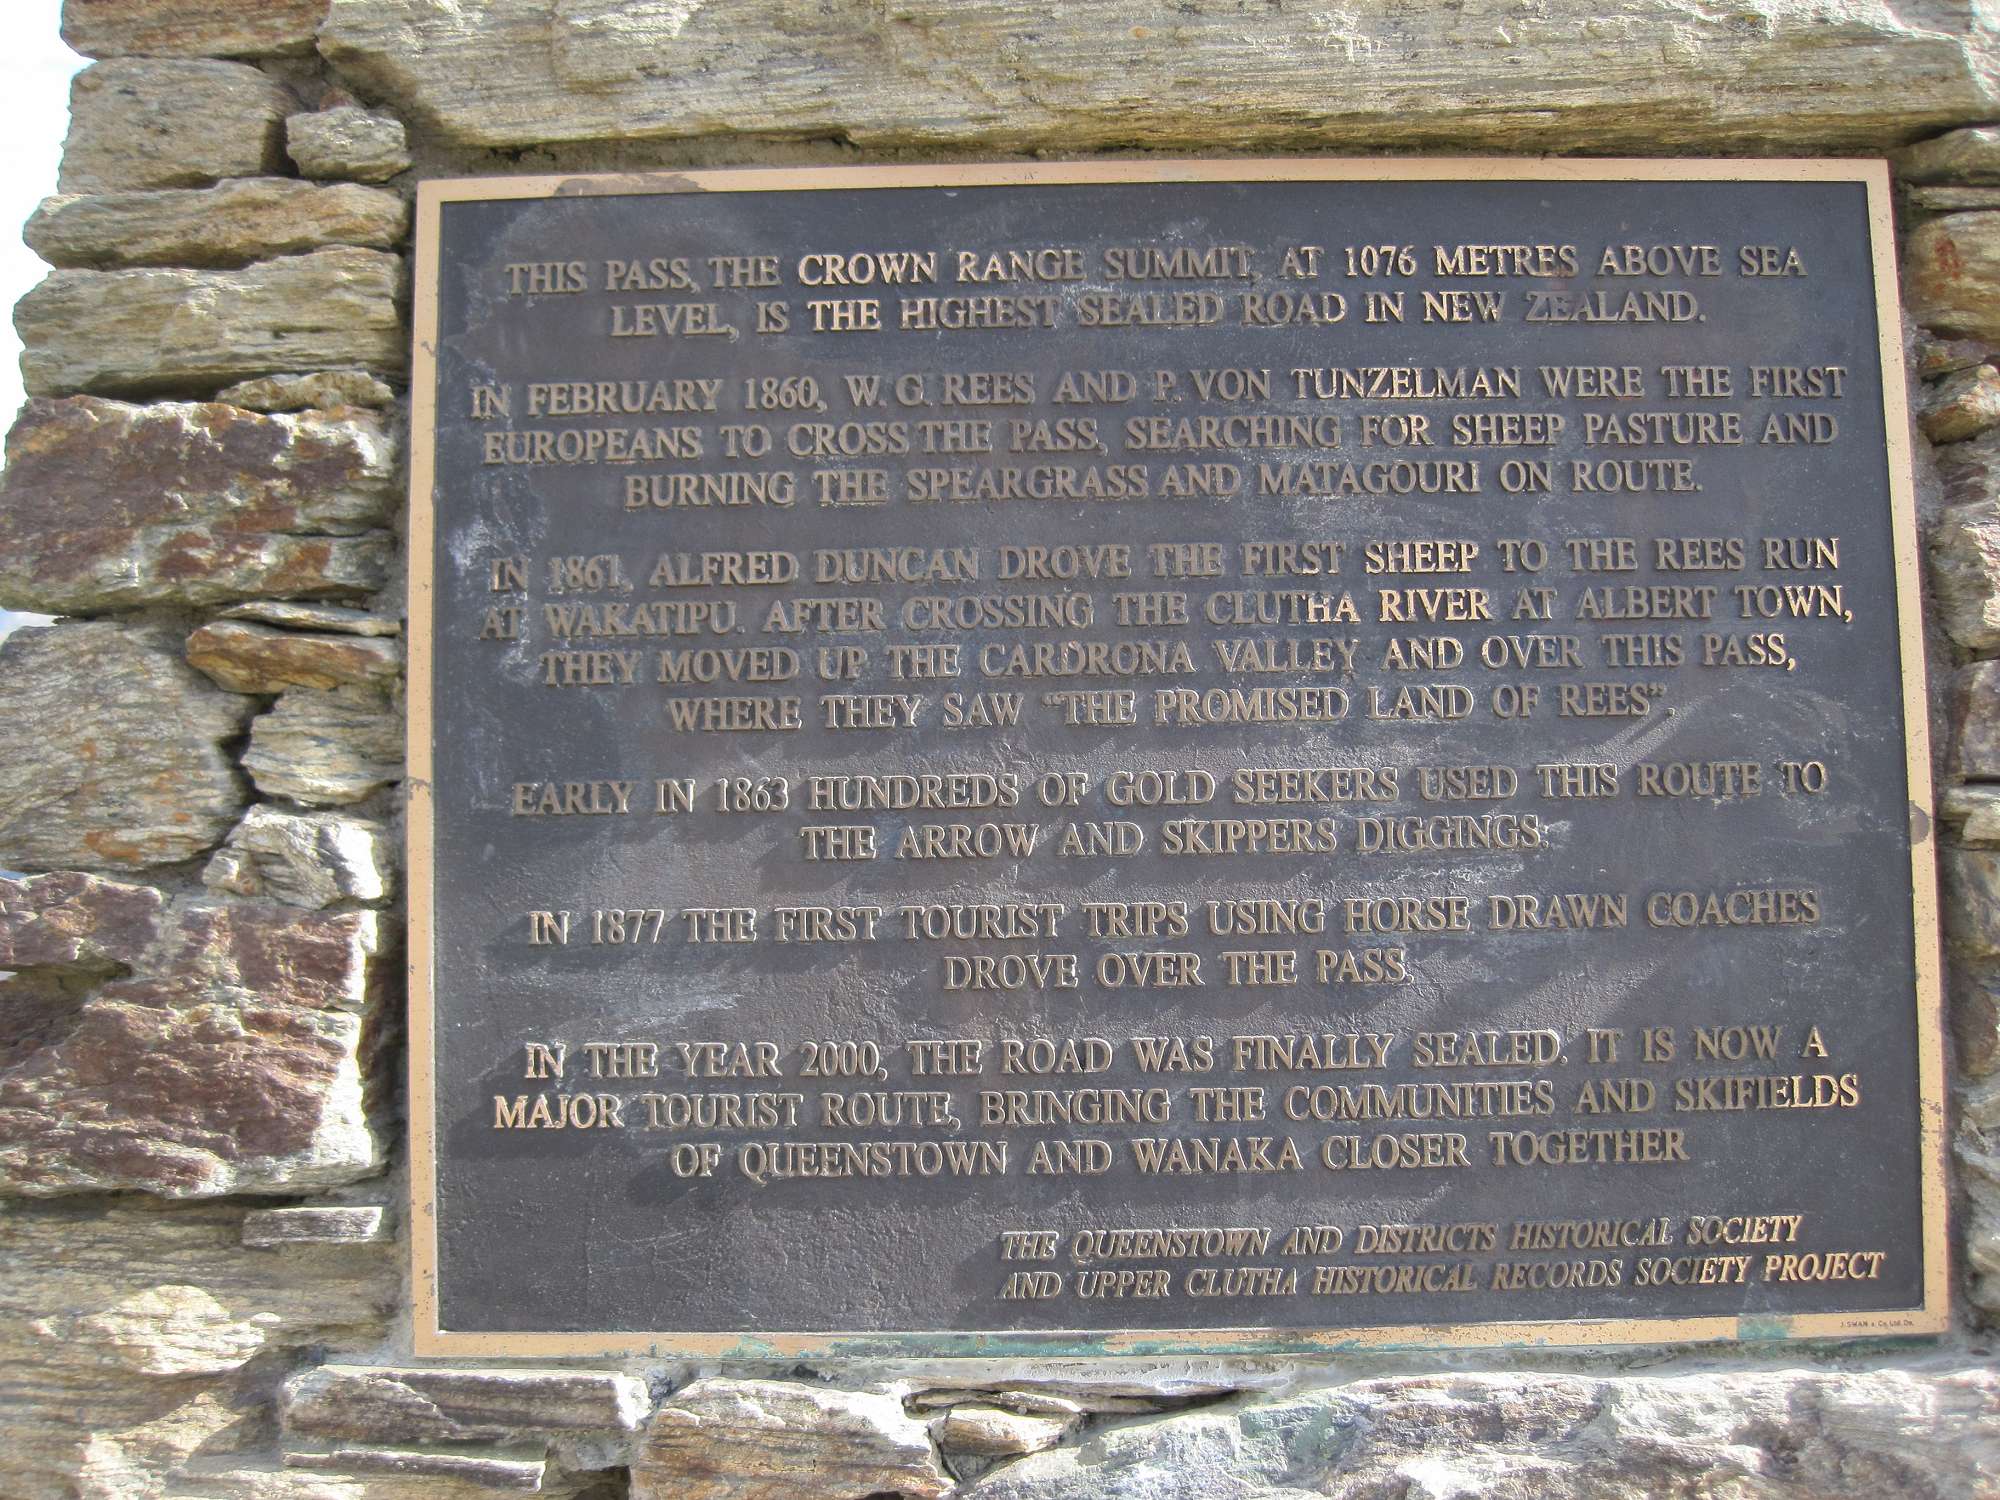 THIS PASS, THE CROWN RANGE SUMMIT, AT 1076 METRES ABOVE SEA
LEVEL, IS THE HIGHEST SEALED ROAD IN NEW ZEALAND.
IN FEBRUARY 1860, W. G. REES AND P. VON TUNZELMAN WERE THE FIRST
EUROPEANS TO CROSS THE PASS, SEARCHING FOR SHEEP PASTURE AND
BURNING THE SPEARGRASS AND MATAGOURI ON ROUTE.
IN 1861, ALFRED DUNCAN DROVE THE FIRST SHEEP TO THE REES RUN
AT WAKATIPU. AFTER CROSSING THE CLUTHA RIVER AT ALBERT TOWN,
THEY MOVED UP THE CARDRONA VALLEY AND OVER THIS PASS,
WHERE THEY SAW “THE PROMISED LAND OF REES”.
EARLY IN 1863 HUNDREDS OF GOLD SEEKERS USED THIS ROUTE TO
THE ARROW AND SKIPPERS DIGGINGS.
IN 1877 THE FIRST TOURIST TRIPS USING HORSE DRAWN COACHES
DROVE OVER THE PASS.
IN THE YEAR 2000, THE ROAD WAS FINALLY SEALED. IT IS NOW A
MAJOR TOURIST ROUTE, BRINGING THE COMMUNITIES AND SKIFIELDS
OF QUEENSTOWN AND WANAKA CLOSER TOGETHER
THE QUEENSTOWN AND DISTRICTS HISTORICAL SOCIETY
AND UPPER CLUTHA HISTORICAL RECORDS SOCIETY PROJECT
J. SWAN & Co. Ltd. Dn.